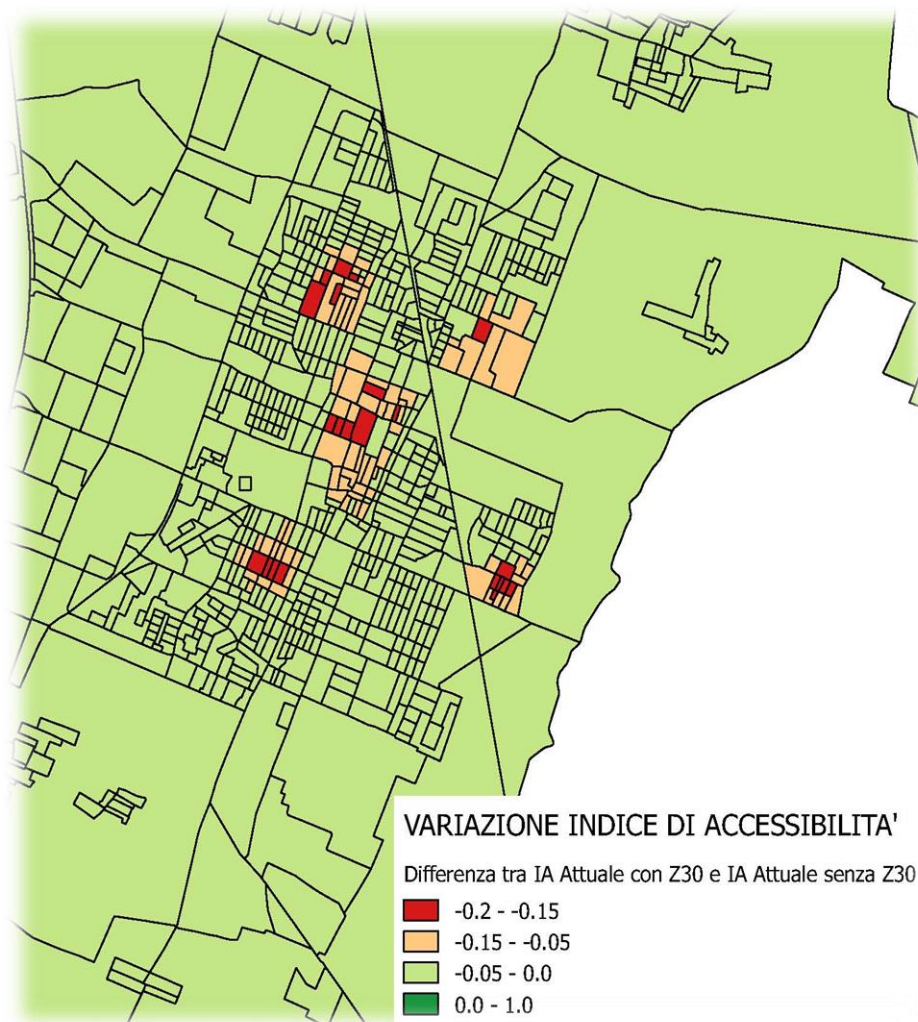 VARIAZIONE INDICE DI ACCESSIBILITA'
Differenza tra IA Attuale con Z30 e IA Attuale senza Z30
-0.2 - -0.15
-0.15 - -0.05
-0.05 - 0.0
0.0 - 1.0